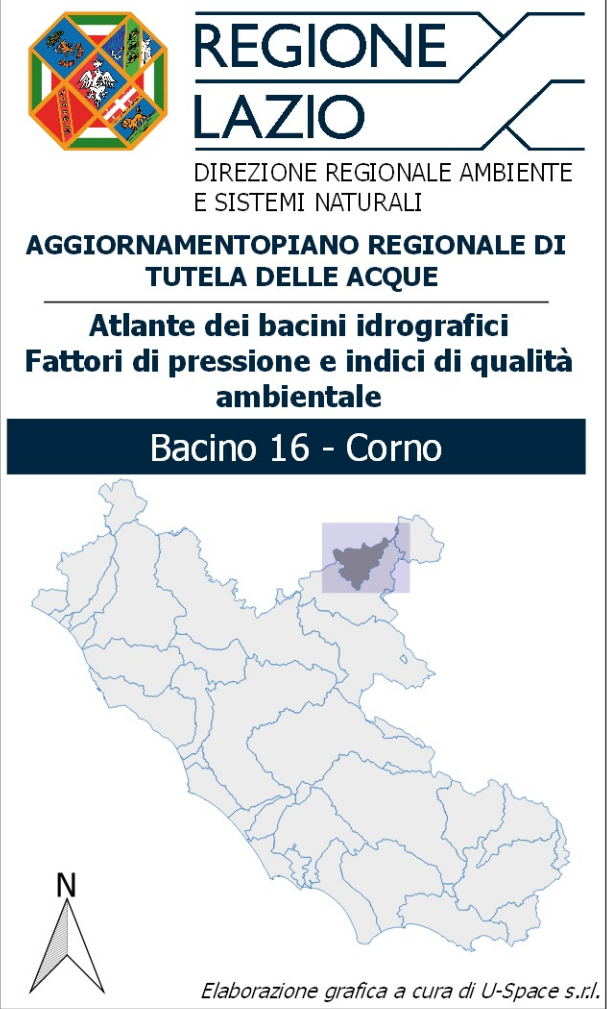 REGIONE
LAZIO
DIREZIONE REGIONALE AMBIENTE
E SISTEMI NATURALI
AGGIORNAMENTOPIANO REGIONALE DI
TUTELA DELLE ACQUE
Atlante dei bacini idrografici
Fattori di pressione e indici di qualità
ambientale
Bacino 16 - Corno
N
Elaborazione grafica a cura di U-Space s.r.l.